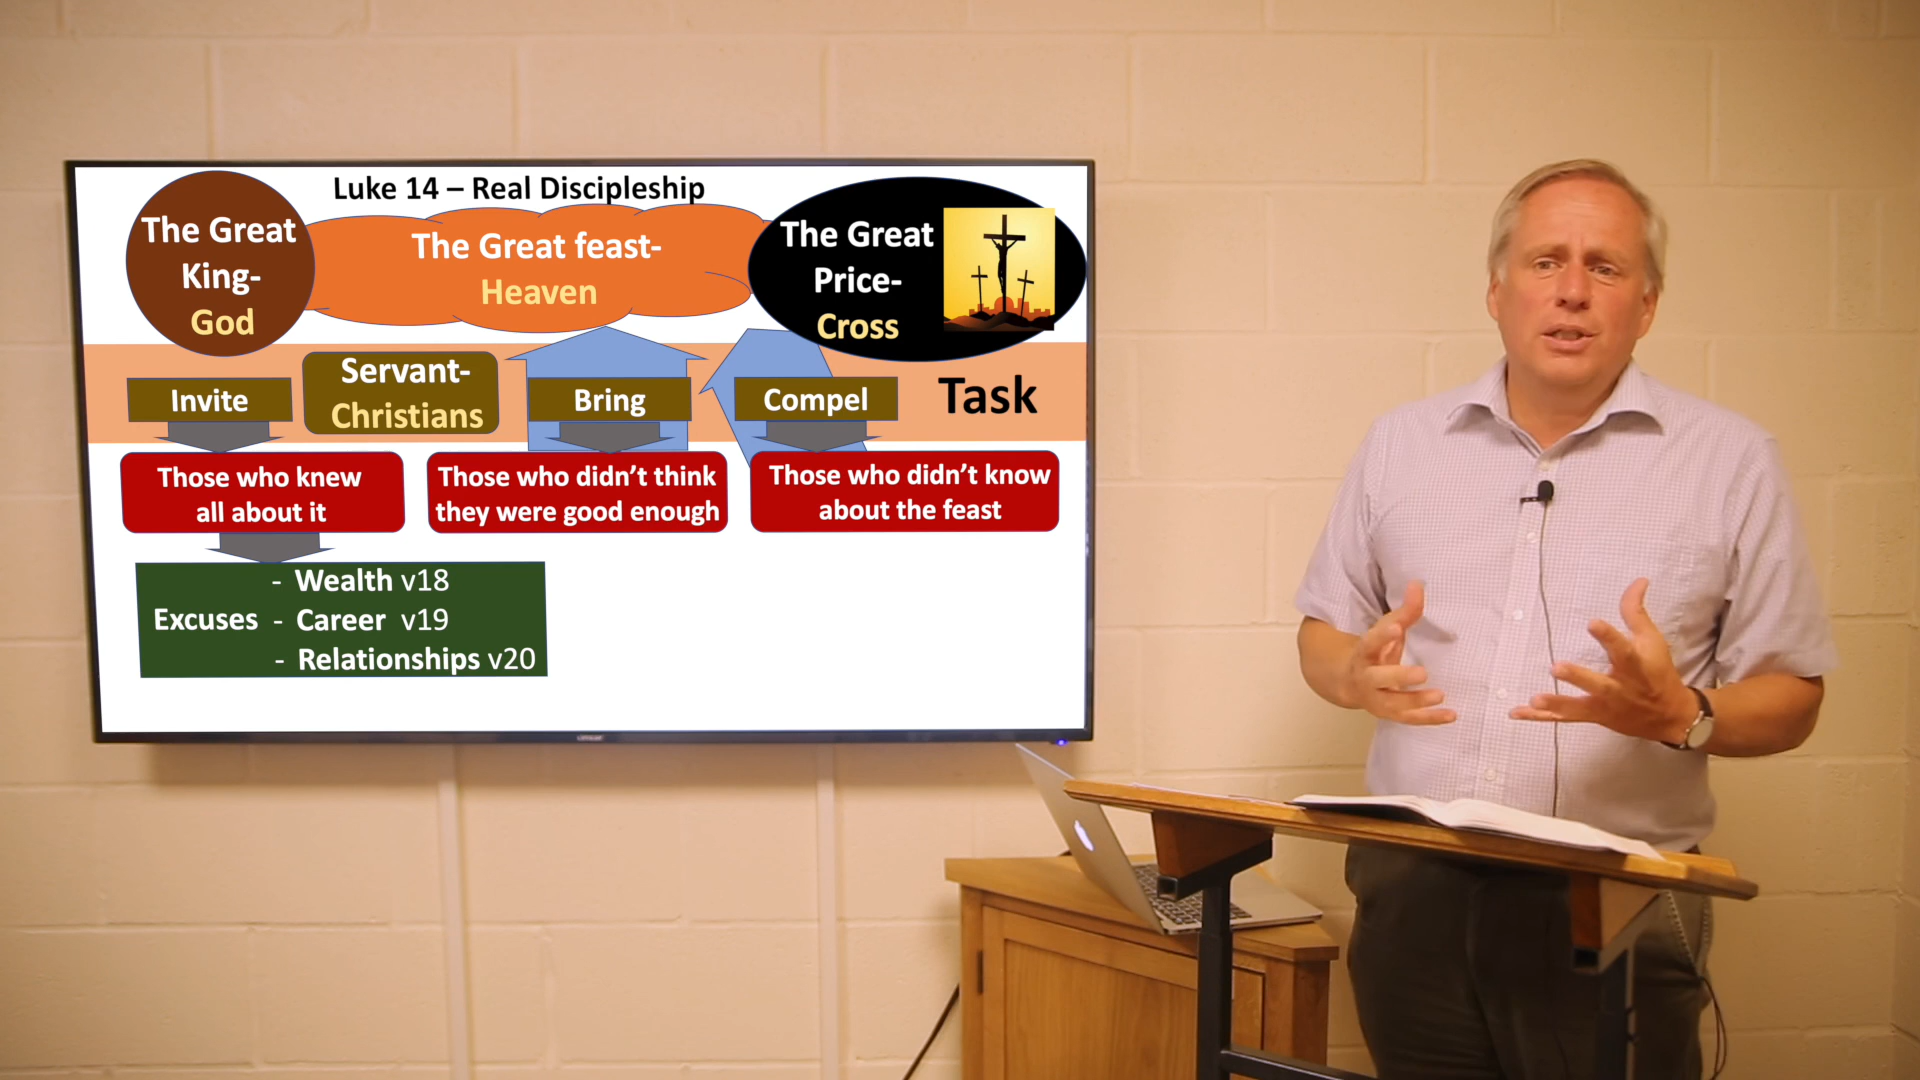 Luke 14 – Real Discipleship
The Great
King-
God
The Great feast-
Heaven
The Great
Price-
Cross
Invite
Servant-
Christians
Bring
Compel
Task
Those who knew
all about it
Those who didn't think
they were good enough
Those who didn't know
about the feast
Excuses
- Wealth v18
- Career v19
- Relationships v20